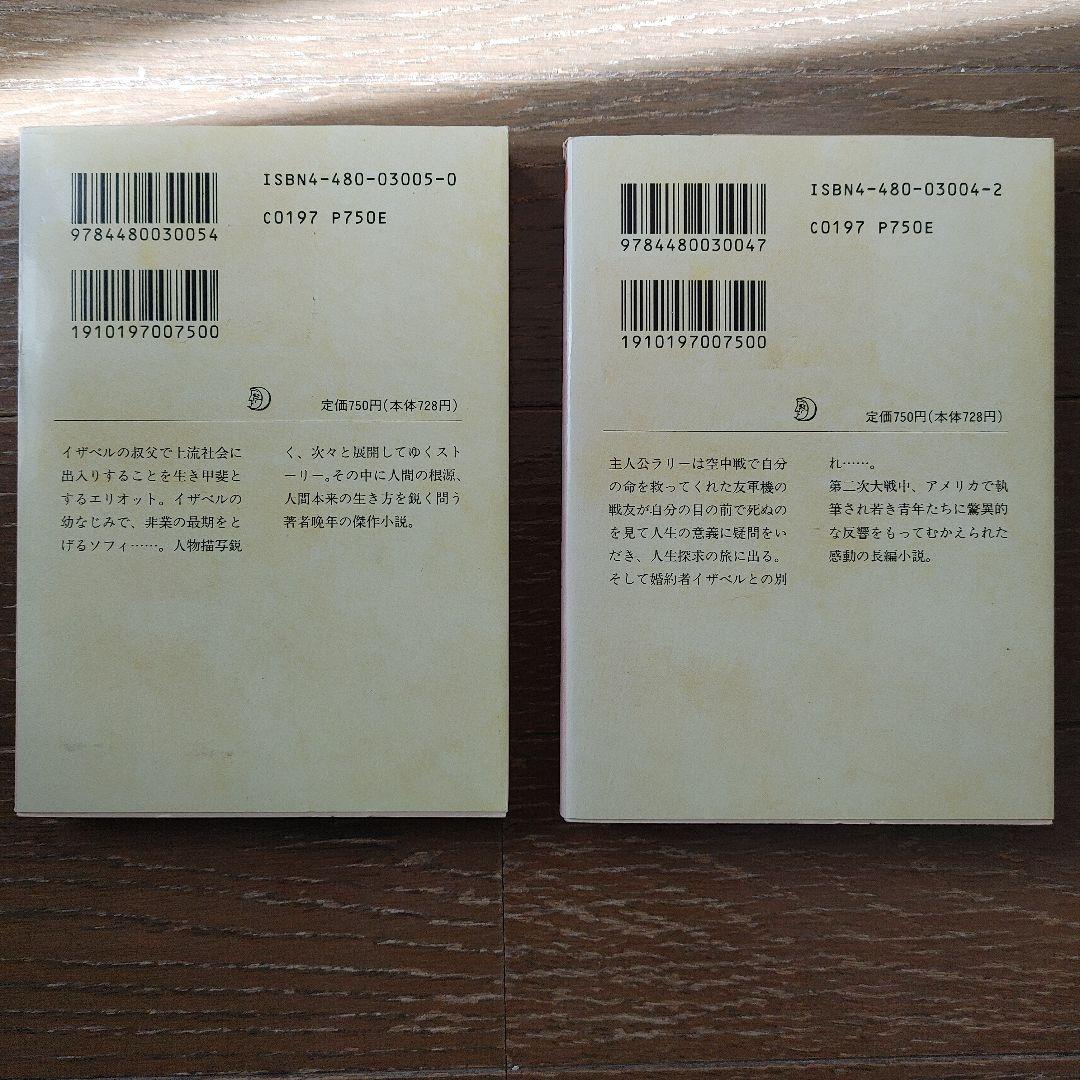 ISBN4-480-03005-0
C0197 P750E
9784480030054
1910197007500
定価750円(本体728円)
イザベルの叔父で上流社会に
出入りすることを生き甲斐と
するエリオット。イザベルの
幼なじみで、非業の最期をと
げるソフィ……。人物描写鋭
く、次々と展開してゆくスト
ーリー。その中に人間の根源、
人間本来の生き方を鋭く問う
著者晩年の傑作小説。
ISBN4-480-03004-2
C0197 P750E
9784480030047
1910197007500
定価750円(本体728円)
主人公ラリーは空中戦で自分
の命を救ってくれた友軍機の
戦友が自分の目の前で死ぬの
を見て人生の意義に疑問をい
だき、人生探求の旅に出る。
そして婚約者イザベルとの別
れ……。
第二次大戦中、アメリカで執
筆され若き青年たちに驚異的
な反響をもってむかえられた
感動の長編小説。